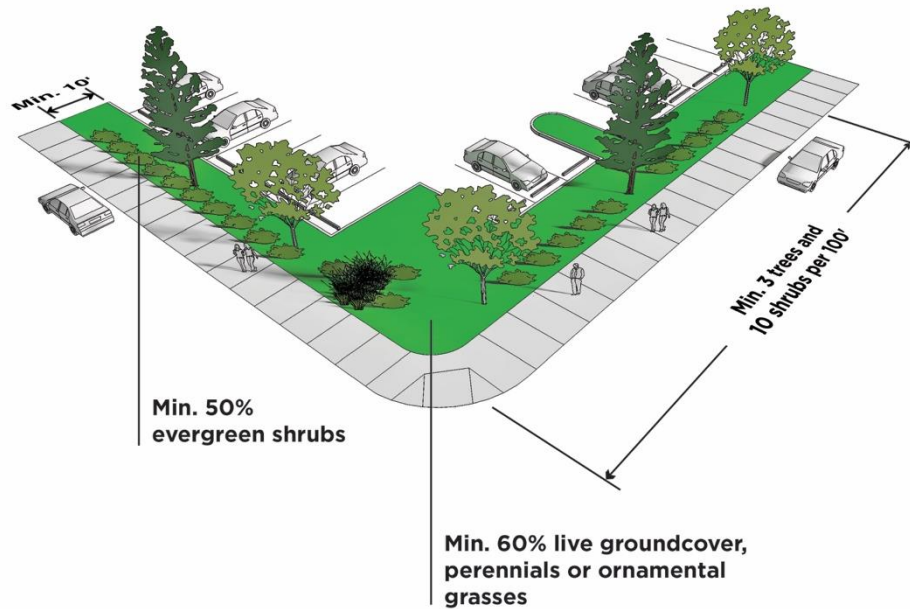 Min. 10'
Min. 3 trees and
10 shrubs per 100'
Min. 50%
evergreen shrubs
Min. 60% live groundcover,
perennials or ornamental
grasses